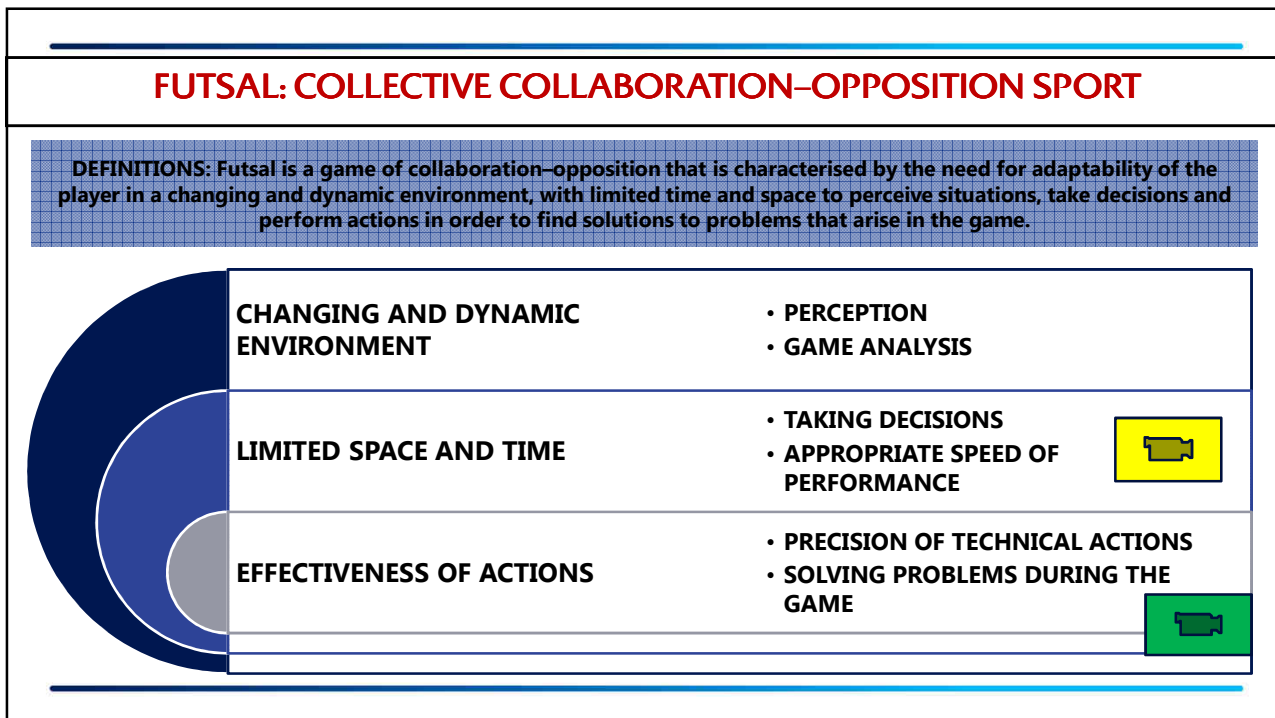 FUTSAL: COLLECTIVE COLLABORATION–OPPOSITION SPORT
DEFINITIONS: Futsal is a game of collaboration–opposition that is characterised by the need for adaptability of the
player in a changing and dynamic environment, with limited time and space to perceive situations, take decisions and
perform actions in order to find solutions to problems that arise in the game.
CHANGING AND DYNAMIC
ENVIRONMENT
• PERCEPTION
• GAME ANALYSIS
LIMITED SPACE AND TIME
• TAKING DECISIONS
• APPROPRIATE SPEED OF
PERFORMANCE
EFFECTIVENESS OF ACTIONS
• PRECISION OF TECHNICAL ACTIONS
• SOLVING PROBLEMS DURING THE
GAME